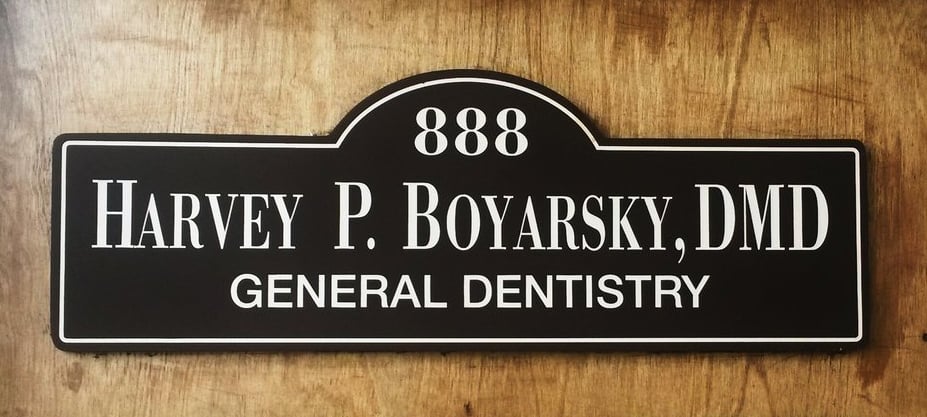 888
HARVEY P. BOYARSKY, DMD
GENERAL DENTISTRY